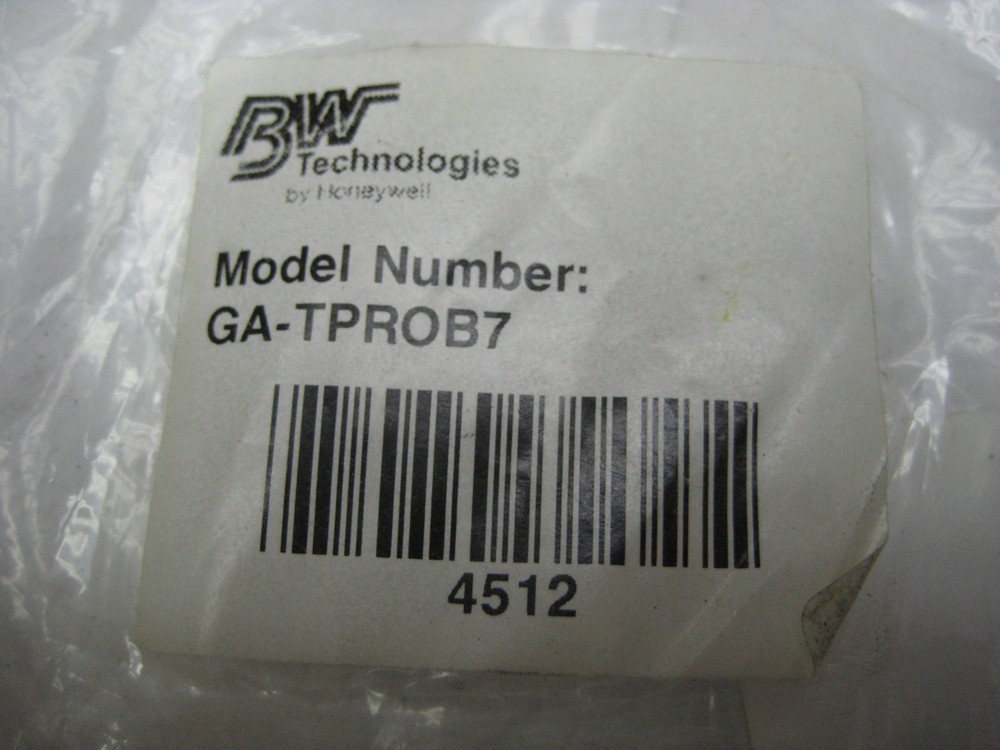 BW
Technologies
by Honeywell
Model Number:
GA-TPROB7
4512